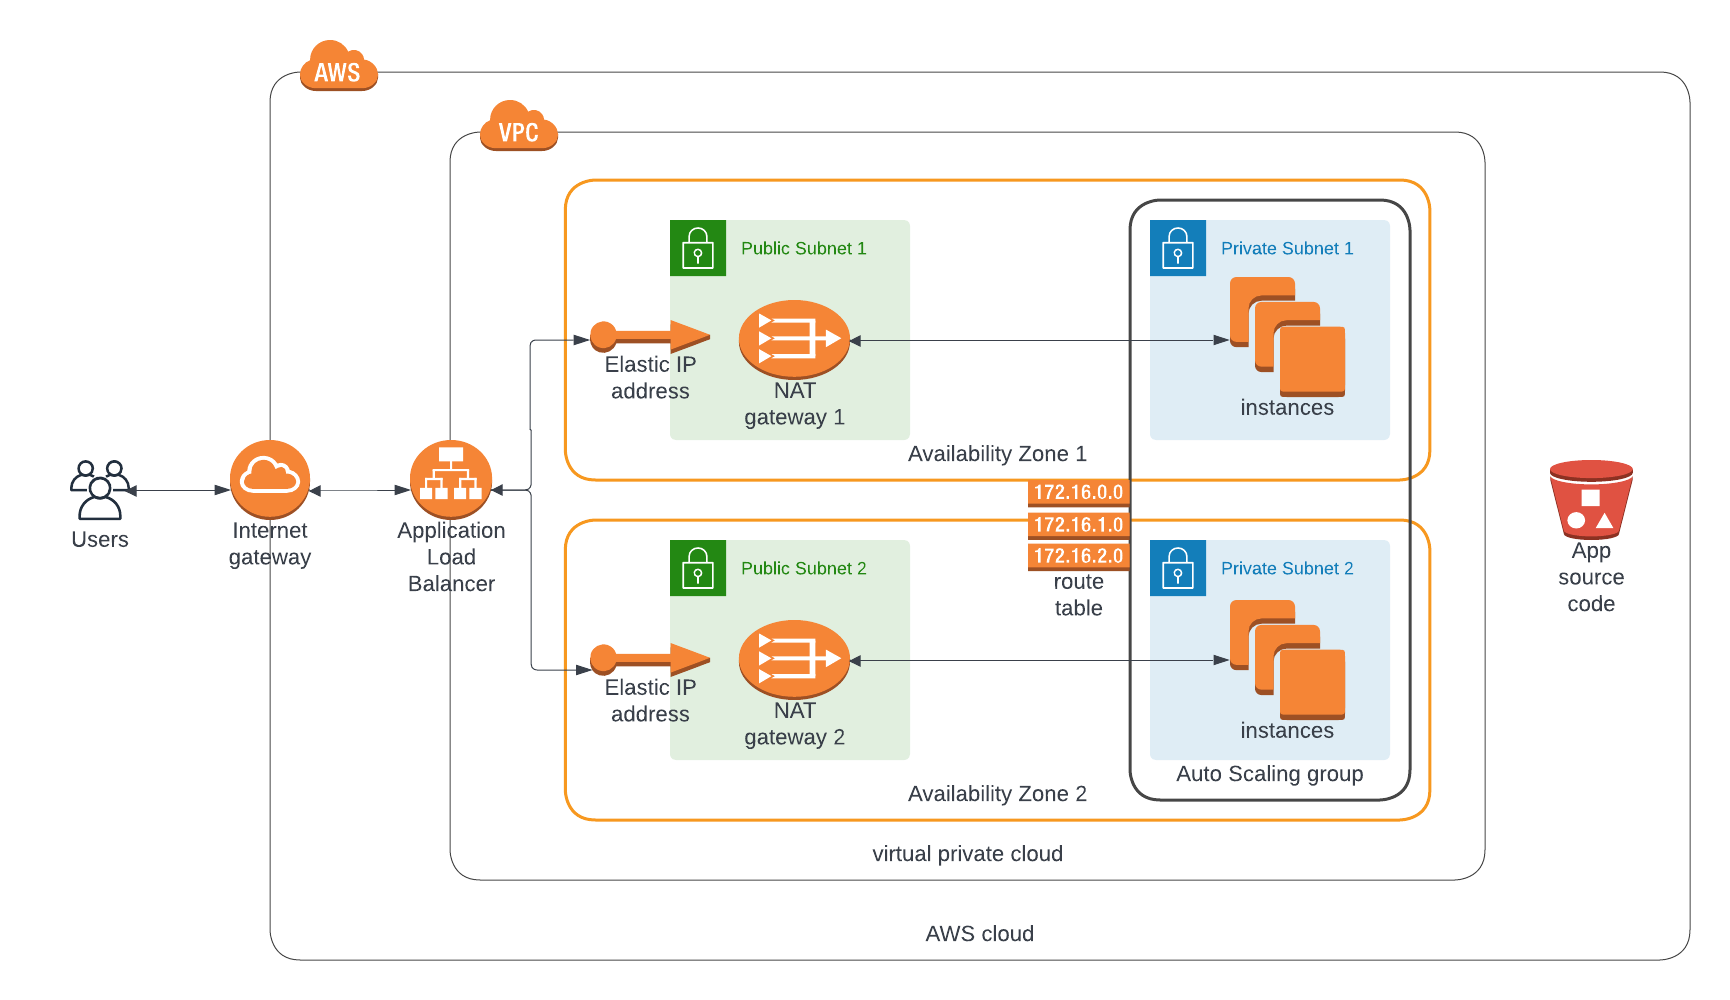 AWS
VPC
Public Subnet 1
Private Subnet 1
Elastic IP
address
NAT
gateway 1
instances
Availability Zone 1
Users
Internet
gateway
Application
Load
Balancer
172.16.0.0
172.16.1.0
172.16.2.0
route
table
App
source
code
Public Subnet 2
Private Subnet 2
Elastic IP
address
NAT
gateway 2
instances
Auto Scaling group
Availability Zone 2
virtual private cloud
AWS cloud